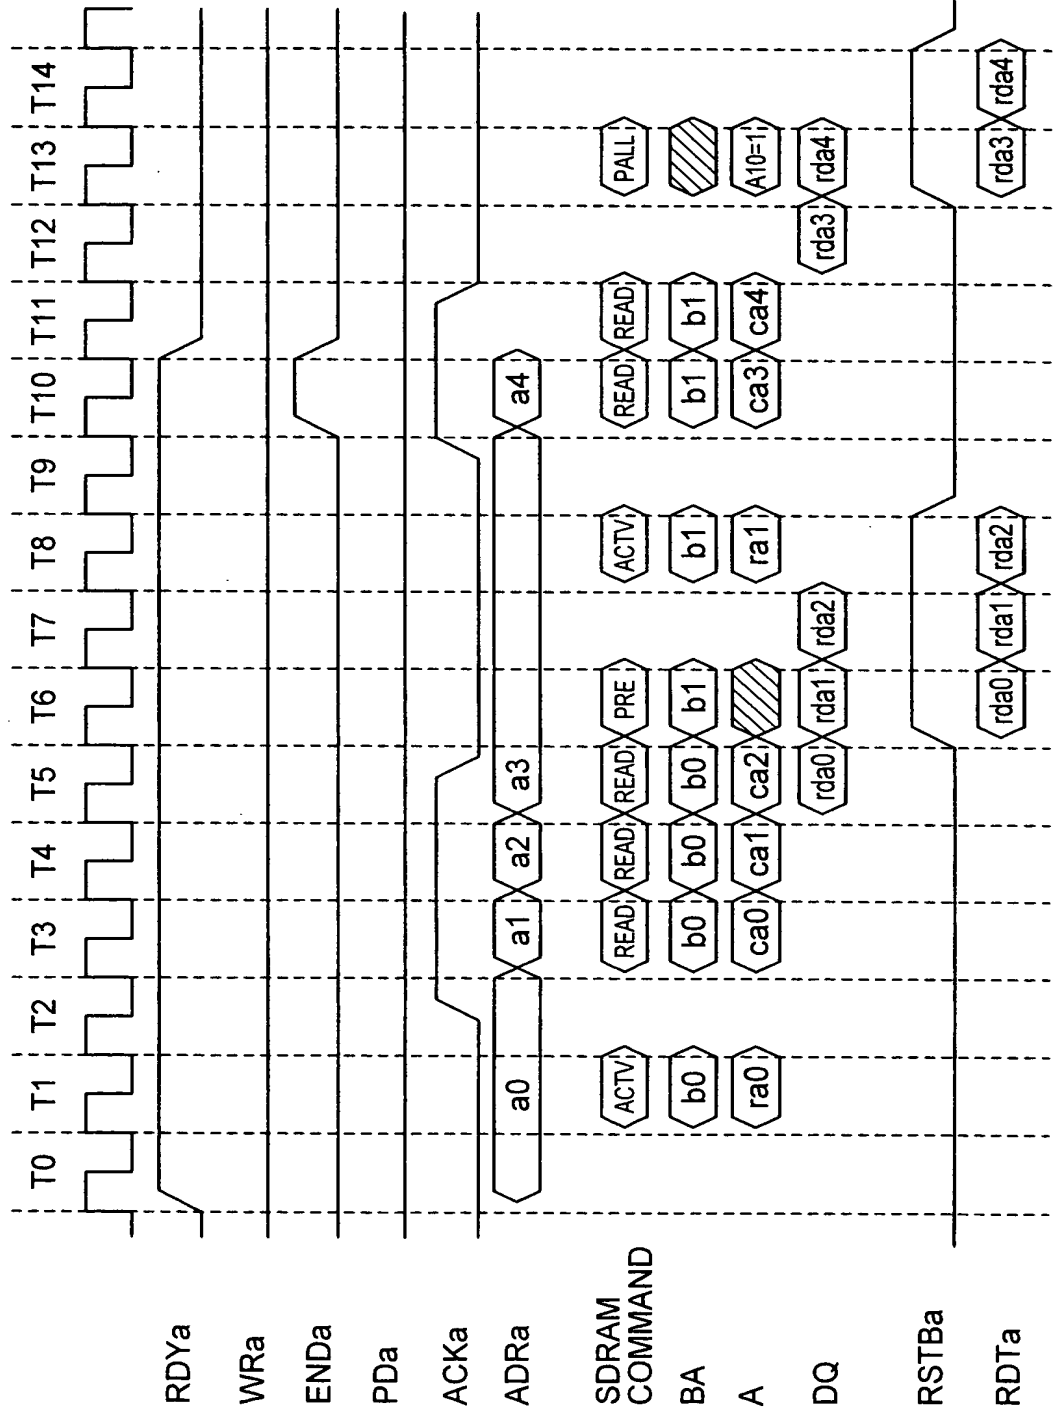 T0 T1 T2 T3 T4 T5 T6 T7 T8 T9 T10 T11 T12 T13 T14
RDYa
WRa
ENDa
PDa
ACKa
ADRa a0 a1 a2 a3 a4
SDRAM
COMMAND ACTV READ READ READ PRE ACTV READ READ PALL
BA b0 b0 b0 b0 b1 b1 b1 b1
A ra0 ca0 ca1 ca2 ra1 ca3 ca4 A10=1
DQ rda0 rda1 rda2 rda3 rda4
RSTBa
RDTa rda0 rda1 rda2 rda3 rda4